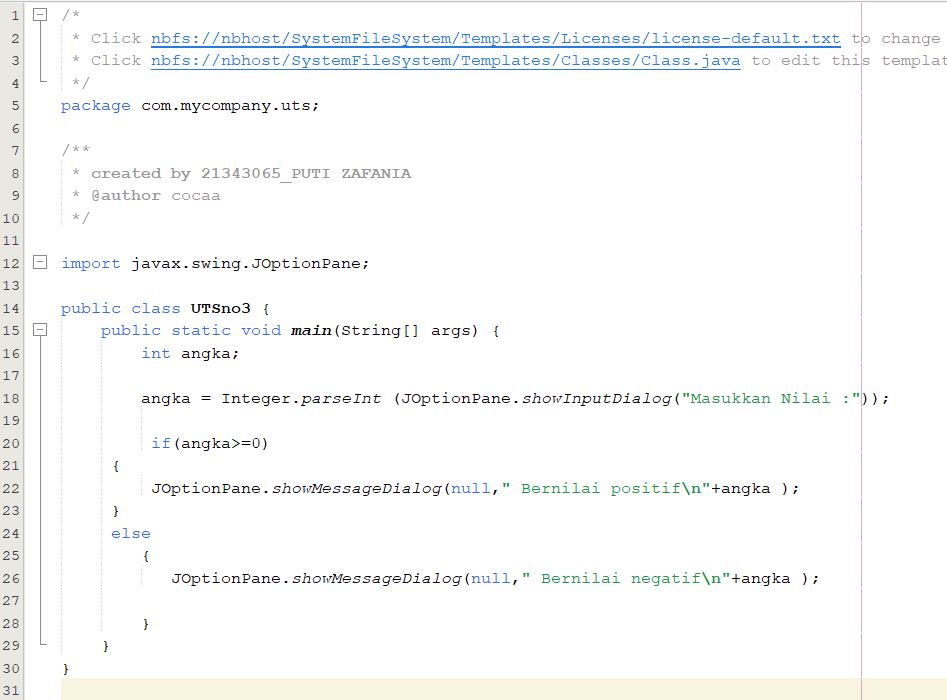 1 /*
2 * Click nbfs://nbhost/SystemFileSystem/Templates/Licenses/license-default.txt to change
3 * Click nbfs://nbhost/SystemFileSystem/Templates/Classes/Class.java to edit this templat
4 */
5 package com.mycompany.uts;
6
7 /**
8 * created by 21343065_PUTI ZAFANIA
9 * @author cocaa
10 */
11
12 import javax.swing.JOptionPane;
13
14 public class UTSno3 {
15 public static void main(String[] args) {
16 int angka;
17
18 angka = Integer.parseInt (JOptionPane.showInputDialog("Masukkan Nilai :"));
19
20 if(angka>=0)
21 {
22 JOptionPane.showMessageDialog(null," Bernilai positif\n"+angka );
23 }
24 else
25 {
26 JOptionPane.showMessageDialog(null," Bernilai negatif\n"+angka );
27
28 }
29 }
30 }
31